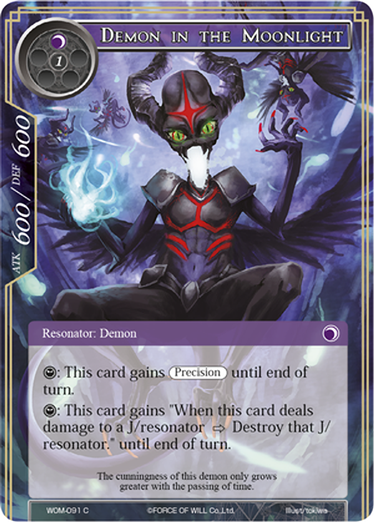 1
DEMON IN THE MOONLIGHT
ATK 600 / DEF 600
Resonator: Demon
: This card gains Precision until end of
turn.
: This card gains "When this card deals
damage to a J/resonator ⇨ Destroy that J/
resonator." until end of turn.
The cunningness of this demon only grows
greater with the passing of time.
WOM-091 C ©FORCE OF WILL Co.,Ltd. Illust/tokiwa